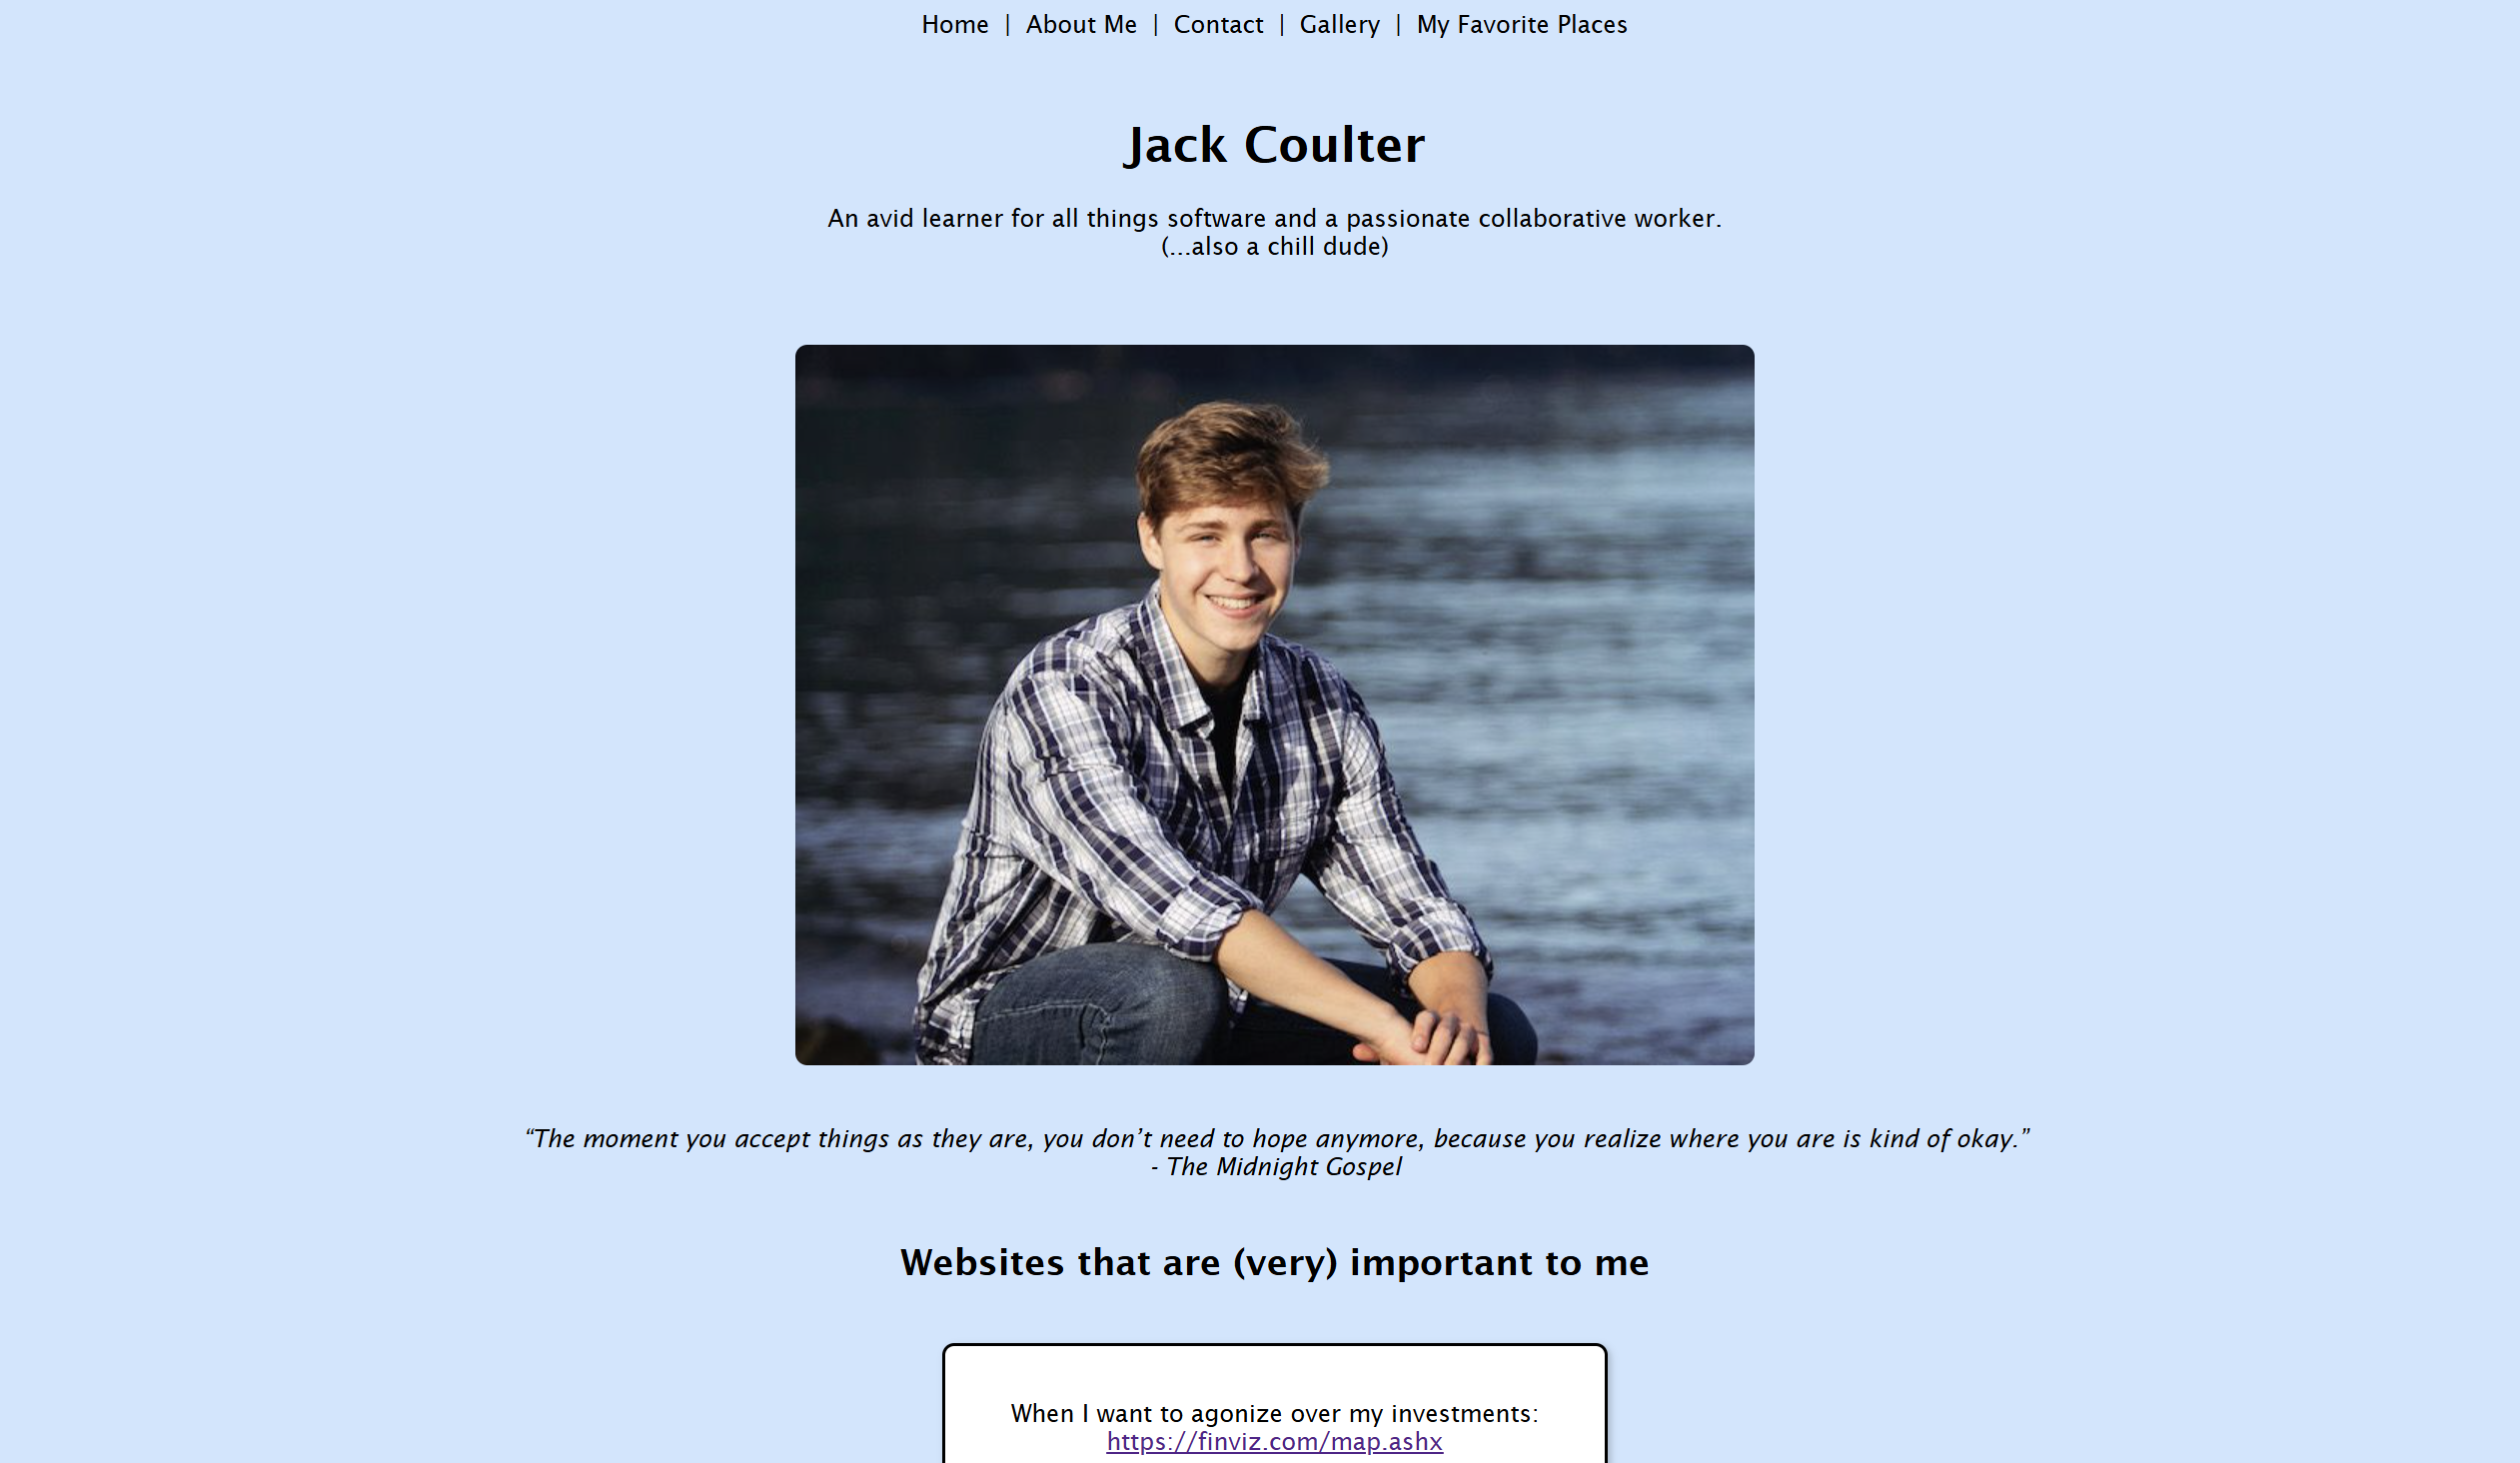 Home | About Me | Contact | Gallery | My Favorite Places
Jack Coulter
An avid learner for all things software and a passionate collaborative worker.
(...also a chill dude)
“The moment you accept things as they are, you don’t need to hope anymore, because you realize where you are is kind of okay.”
- The Midnight Gospel
Websites that are (very) important to me
When I want to agonize over my investments:
https://finviz.com/map.ashx